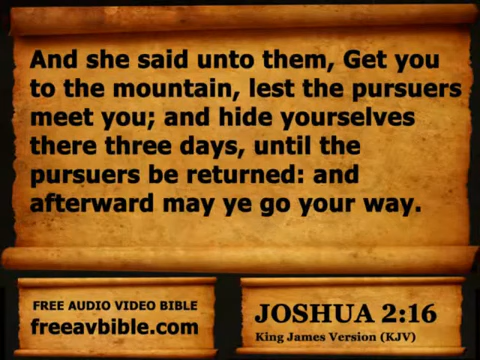 And she said unto them, Get you
to the mountain, lest the pursuers
meet you; and hide yourselves
there three days, until the
pursuers be returned: and
afterward may ye go your way.
FREE AUDIO VIDEO BIBLE
freeavbible.com
JOSHUA 2:16
King James Version (KJV)